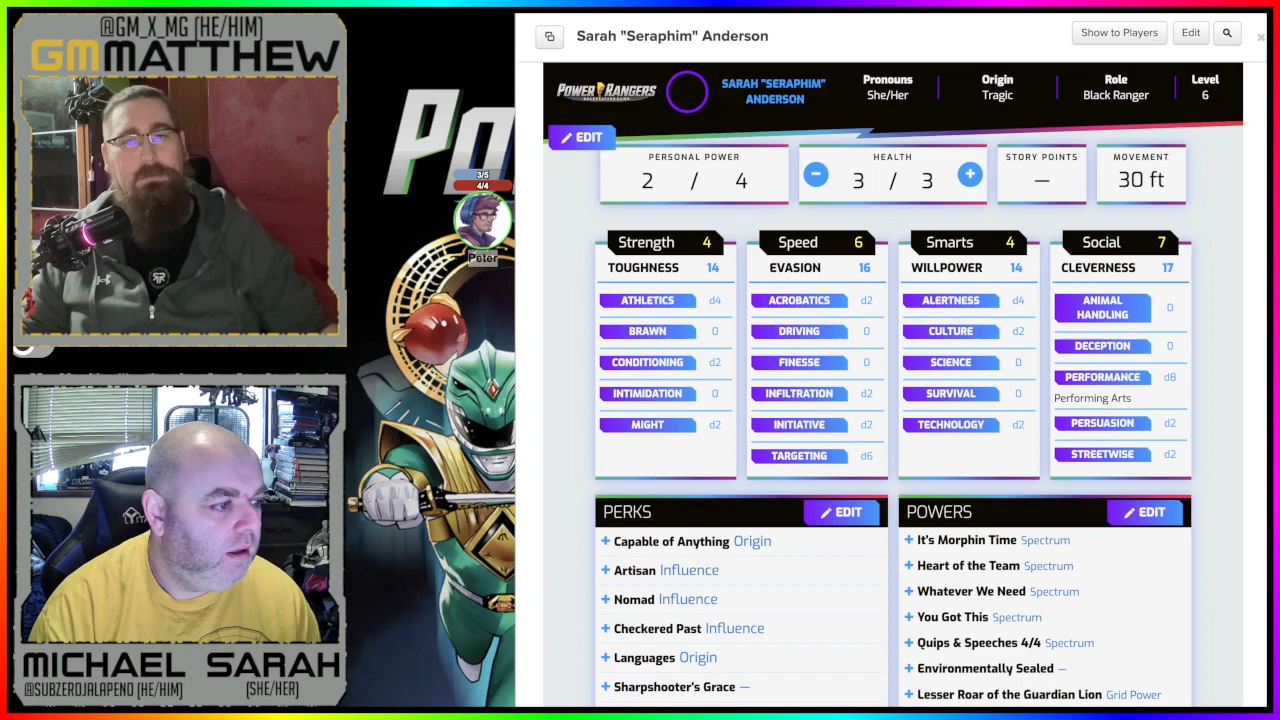 @GM_X_MG (HE/HIM)
GMMATTHEW
MICHAEL SARAH
@SUBZEROJALAPENO (HE/HIM) (SHE/HER)
Po
3/5
4/4
Peter
Sarah "Seraphim" Anderson
Show to Players
Edit
POWER RANGERS
ROLEPLAYING GAME
SARAH "SERAPHIM"
ANDERSON
Pronouns
She/Her
Origin
Tragic
Role
Black Ranger
Level
6
EDIT
PERSONAL POWER
2 / 4
HEALTH
3 / 3
STORY POINTS
—
MOVEMENT
30 ft
Strength 4
TOUGHNESS 14
ATHLETICS d4
BRAWN 0
CONDITIONING d2
INTIMIDATION 0
MIGHT d2
Speed 6
EVASION 16
ACROBATICS d2
DRIVING 0
FINESSE 0
INFILTRATION d2
INITIATIVE d2
TARGETING d6
Smarts 4
WILLPOWER 14
ALERTNESS d4
CULTURE d2
SCIENCE 0
SURVIVAL 0
TECHNOLOGY d2
Social 7
CLEVERNESS 17
ANIMAL
HANDLING 0
DECEPTION 0
PERFORMANCE d8
Performing Arts
PERSUASION d2
STREETWISE d2
PERKS
EDIT
+ Capable of Anything Origin
+ Artisan Influence
+ Nomad Influence
+ Checkered Past Influence
+ Languages Origin
+ Sharpshooter's Grace —
POWERS
EDIT
+ It's Morphin Time Spectrum
+ Heart of the Team Spectrum
+ Whatever We Need Spectrum
+ You Got This Spectrum
+ Quips & Speeches 4/4 Spectrum
+ Environmentally Sealed —
+ Lesser Roar of the Guardian Lion Grid Power